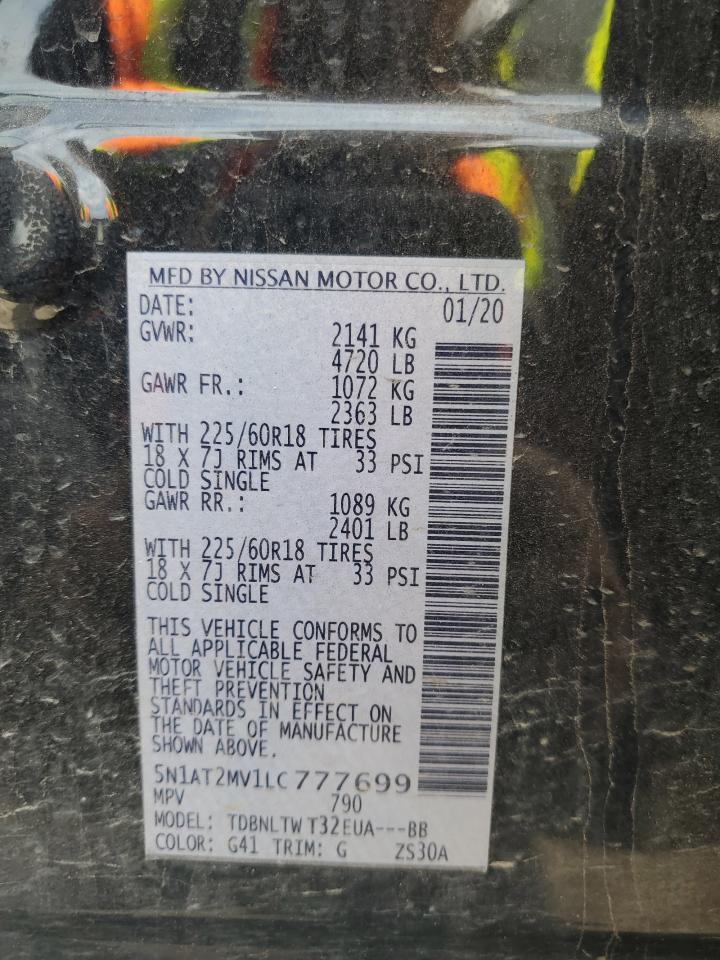 MFD BY NISSAN MOTOR CO., LTD.
DATE: 01/20
GVWR: 2141 KG
4720 LB
GAWR FR.: 1072 KG
2363 LB
WITH 225/60R18 TIRES
18 X 7J RIMS AT 33 PSI
COLD SINGLE
GAWR RR.: 1089 KG
2401 LB
WITH 225/60R18 TIRES
18 X 7J RIMS AT 33 PSI
COLD SINGLE
THIS VEHICLE CONFORMS TO
ALL APPLICABLE FEDERAL
MOTOR VEHICLE SAFETY AND
THEFT PREVENTION
STANDARDS IN EFFECT ON
THE DATE OF MANUFACTURE
SHOWN ABOVE.
5N1AT2MV1LC777699
MPV 790
MODEL: TDBNLTW T32EUA---BB
COLOR: G41 TRIM: G ZS30A